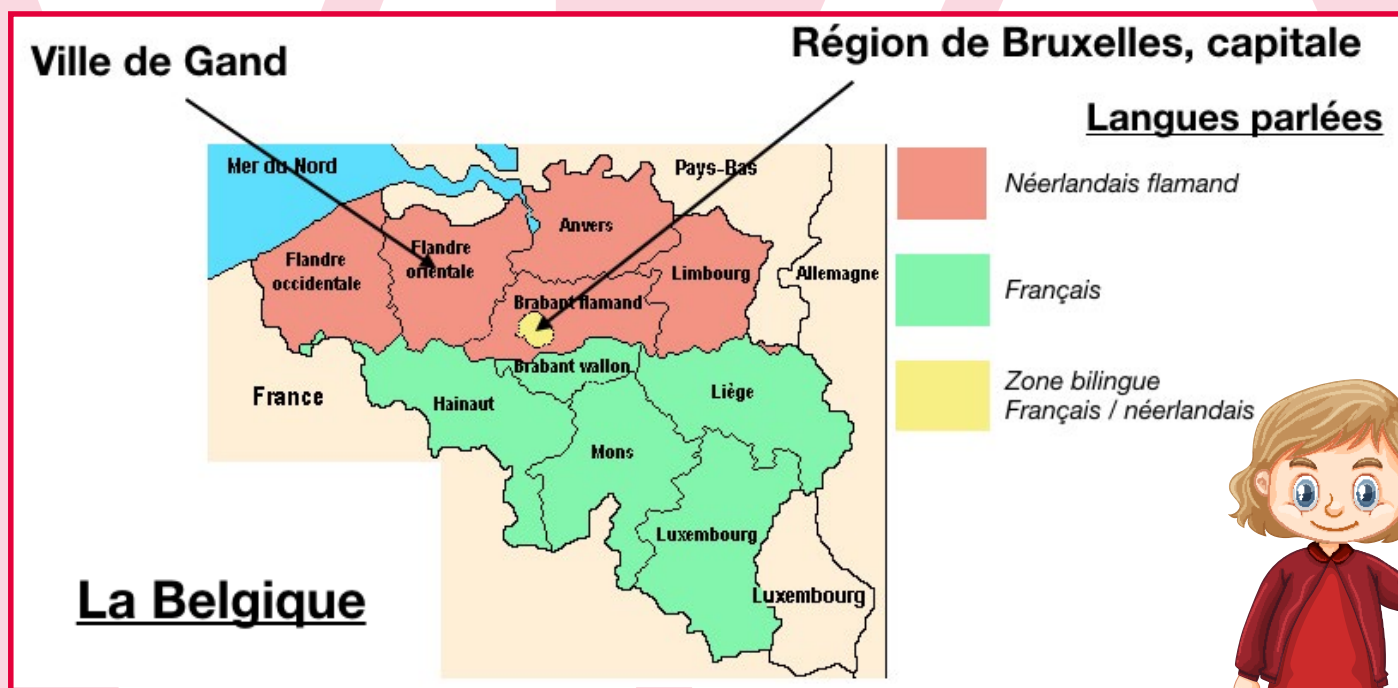 Ville de Gand
Région de Bruxelles, capitale
Langues parlées
Néerlandais flamand
Français
Zone bilingue
Français / néerlandais
Mer du Nord
Pays-Bas
Anvers
Flandre
occidentale
Flandre
orientale
Limbourg
Allemagne
Brabant flamand
Brabant wallon
France
Hainaut
Liège
Mons
Luxembourg
Luxembourg
La Belgique